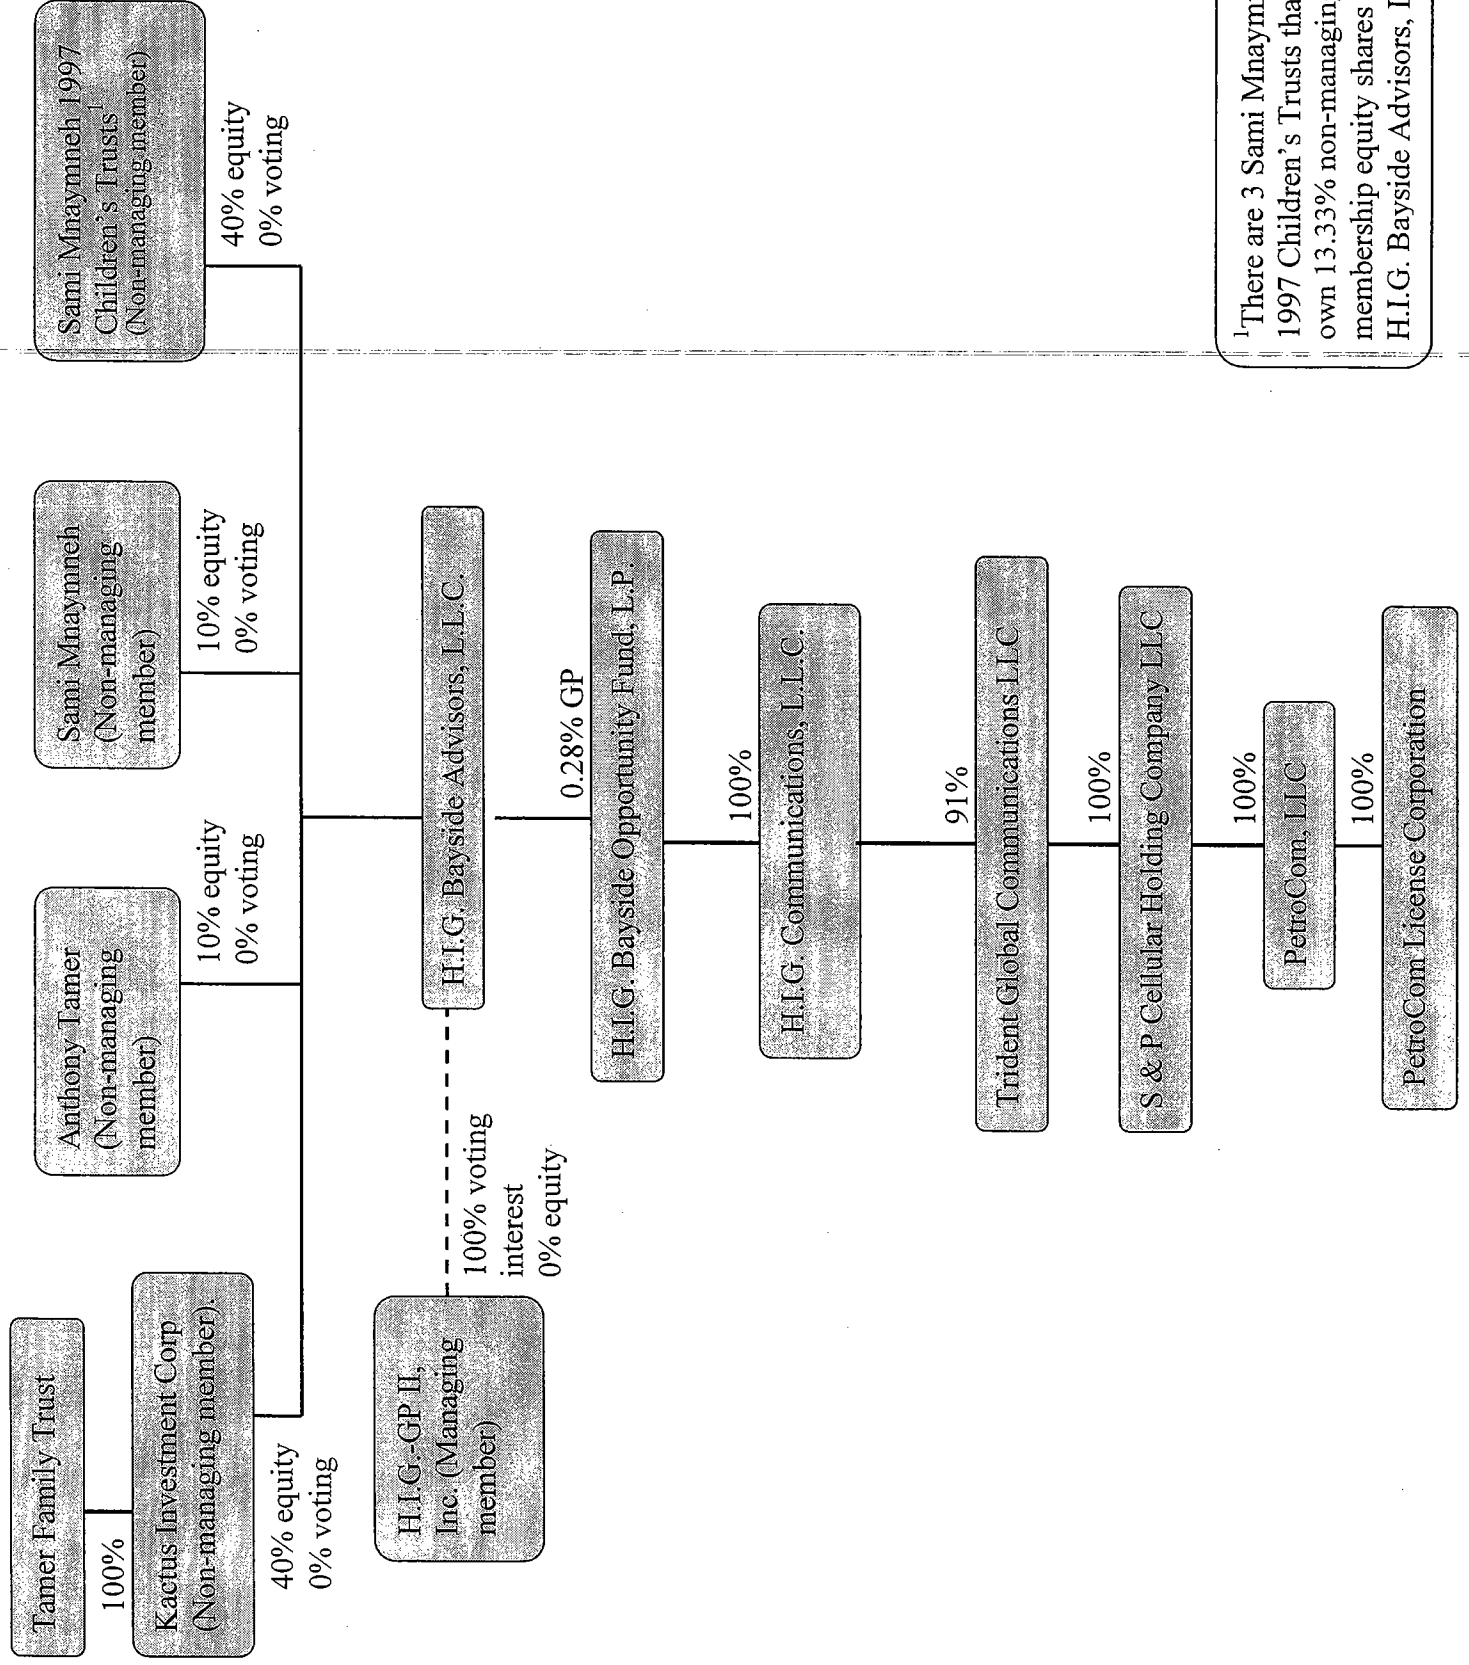 Tamer Family Trust
100%
Kactus Investment Corp
(Non-managing member).
40% equity
0% voting
Anthony Tamer
(Non-managing
member)
10% equity
0% voting
Sami Mnaymneh
(Non-managing
member)
10% equity
0% voting
Sami Mnaymneh 1997
Children's Trusts1
(Non-managing member)
40% equity
0% voting
H.I.G.-GP II,
Inc. (Managing
member)
100% voting
interest
0% equity
H.I.G. Bayside Advisors, L.L.C.
0.28% GP
H.I.G. Bayside Opportunity Fund, L.P.
100%
H.I.G. Communications, L.L.C.
91%
Trident Global Communications LLC
100%
S & P Cellular Holding Company LLC
100%
PetroCom, LLC
100%
PetroCom License Corporation
1There are 3 Sami Mnaym
1997 Children's Trusts tha
own 13.33% non-managing
membership equity shares
H.I.G. Bayside Advisors, L